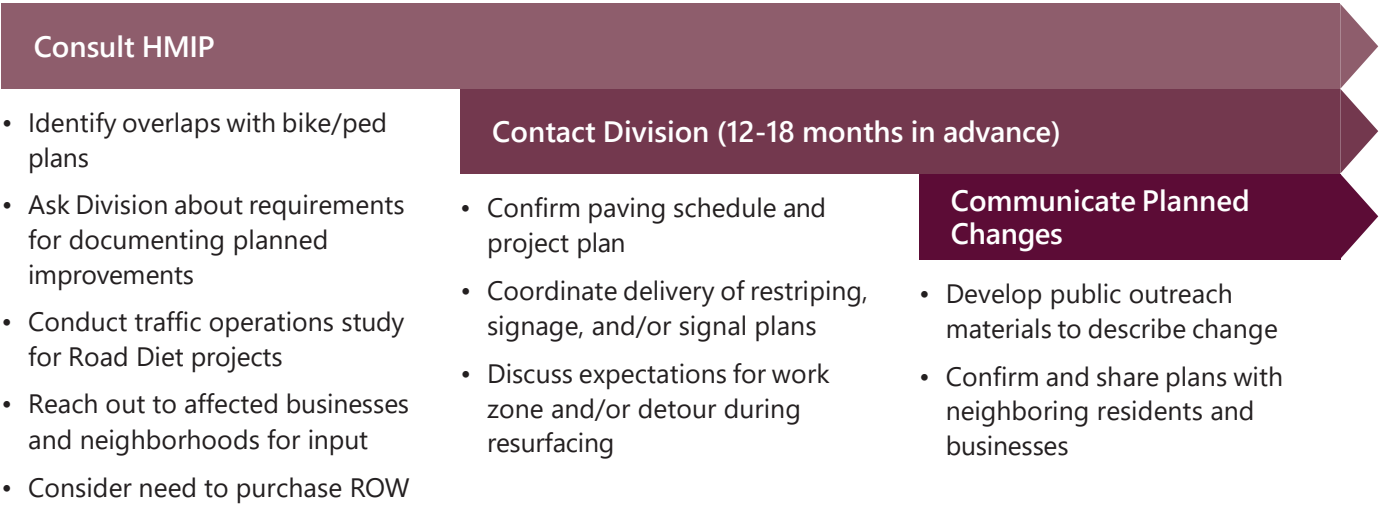 Consult HMIP
• Identify overlaps with bike/ped
plans
• Ask Division about requirements
for documenting planned
improvements
• Conduct traffic operations study
for Road Diet projects
• Reach out to affected businesses
and neighborhoods for input
• Consider need to purchase ROW
Contact Division (12-18 months in advance)
• Confirm paving schedule and
project plan
• Coordinate delivery of restriping,
signage, and/or signal plans
• Discuss expectations for work
zone and/or detour during
resurfacing
Communicate Planned
Changes
• Develop public outreach
materials to describe change
• Confirm and share plans with
neighboring residents and
businesses